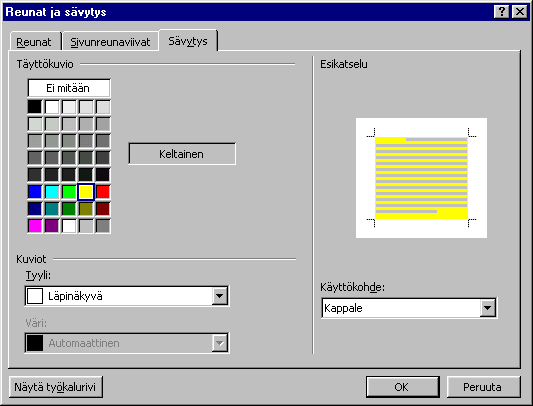 Reunat ja sävytys
Reunat
Sivunreunaviivat
Sävytys
Täyttökuvio
Ei mitään
Keltainen
Kuviot
Tyyli:
Läpinäkyvä
Väri:
Automaattinen
Esikatselu
Käyttökohde:
Kappale
Näytä työkalurivi
OK
Peruuta